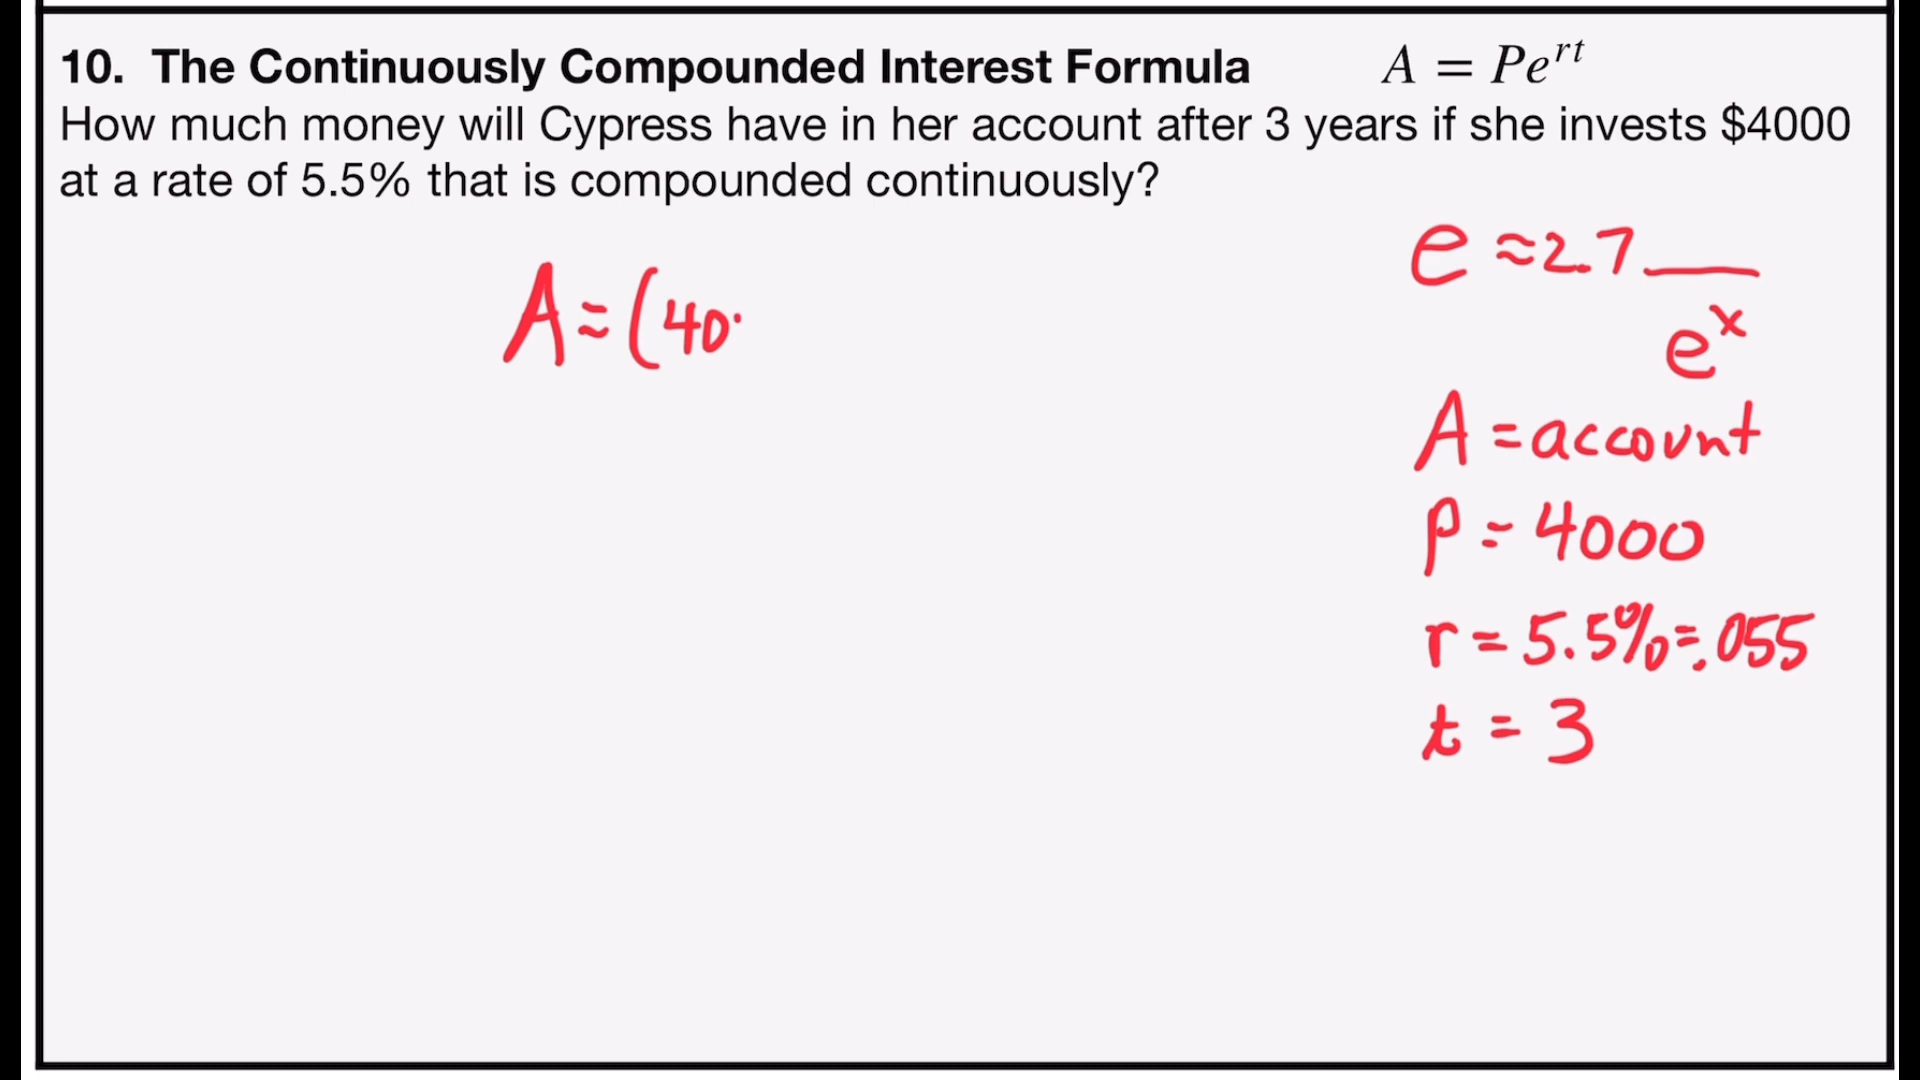 10. The Continuously Compounded Interest Formula A = Pe^{rt}
How much money will Cypress have in her account after 3 years if she invests $4000
at a rate of 5.5% that is compounded continuously?
e ≈ 2.7__
A = (40
e^x
A = account
P = 4000
r = 5.5% = .055
t = 3